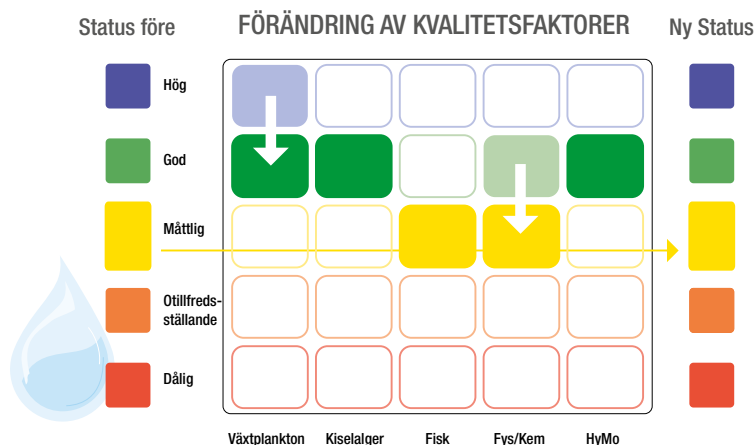 Status före
FÖRÄNDRING AV KVALITETSFAKTORER
Ny Status
Hög
God
Måttlig
Otillfreds-
ställande
Dålig
Växtplankton Kiselalger Fisk Fys/Kem HyMo